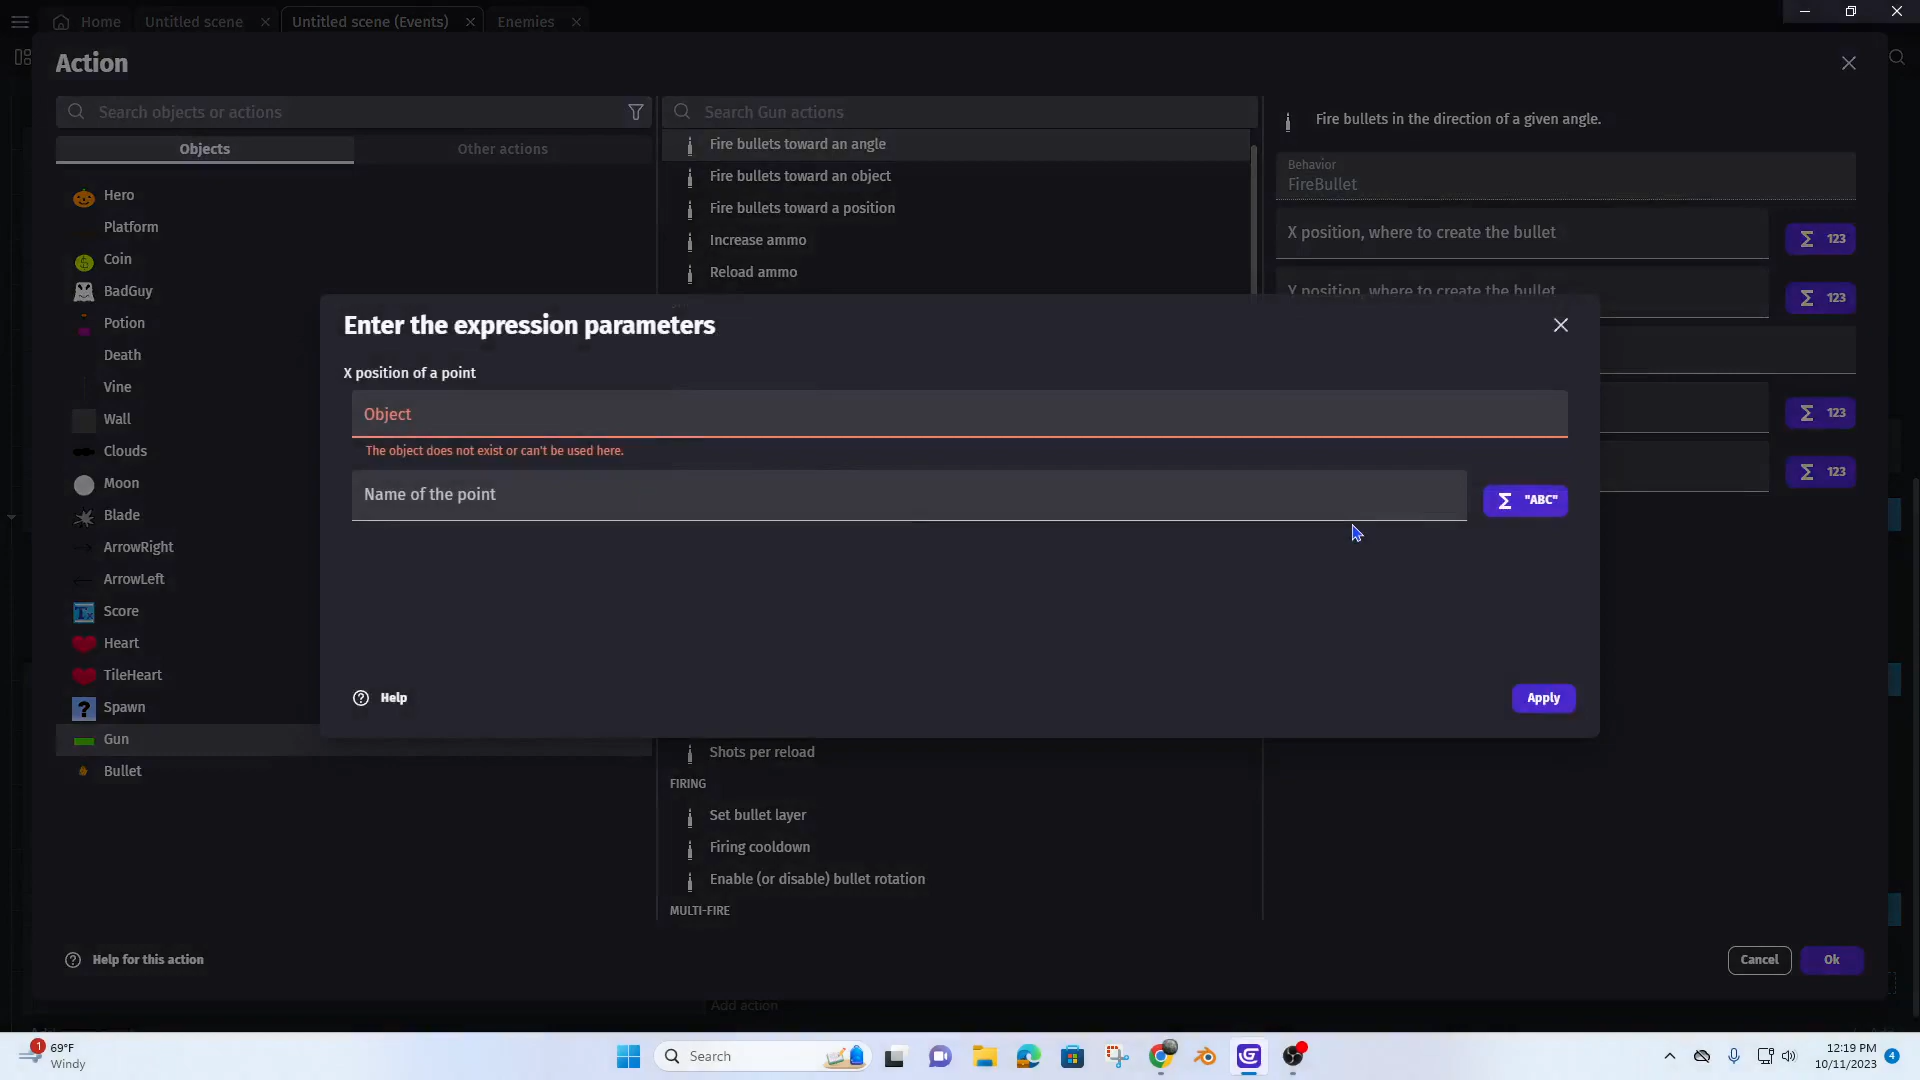 Home
Untitled scene
Untitled scene (Events)
Enemies
Action
Search objects or actions
Objects
Other actions
Hero
Platform
Coin
BadGuy
Potion
Death
Vine
Wall
Clouds
Moon
Blade
ArrowRight
ArrowLeft
Score
Heart
TileHeart
Spawn
Gun
Bullet
Search Gun actions
Fire bullets toward an angle
Fire bullets toward an object
Fire bullets toward a position
Increase ammo
Reload ammo
Shots per reload
FIRING
Set bullet layer
Firing cooldown
Enable (or disable) bullet rotation
MULTI-FIRE
Fire bullets in the direction of a given angle.
Behavior
FireBullet
X position, where to create the bullet
123
Y position, where to create the bullet
123
123
123
Enter the expression parameters
X position of a point
Object
The object does not exist or can't be used here.
Name of the point
"ABC"
Help
Apply
Help for this action
Cancel
Ok
Add action
1
69°F
Windy
Search
12:19 PM
10/11/2023
4